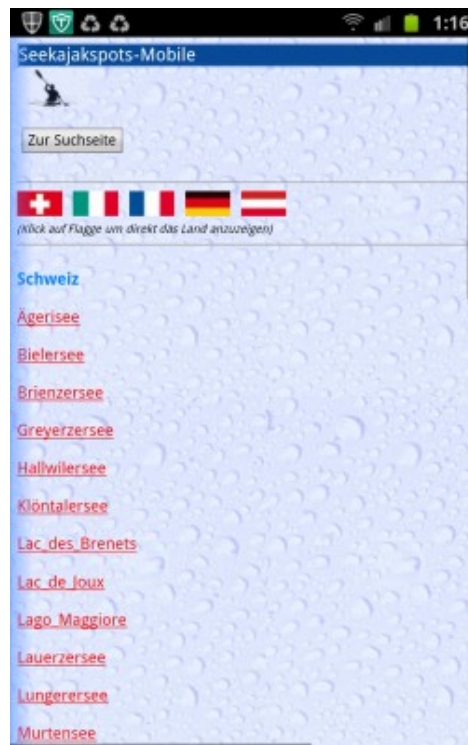 1:16
Seekajakspots-Mobile
Zur Suchseite
(Klick auf Flagge um direkt das Land anzuzeigen)
Schweiz
Ägerisee
Bielersee
Brienzersee
Greyerzersee
Hallwilersee
Klöntalersee
Lac_des_Brenets
Lac_de_Joux
Lago_Maggiore
Lauerzersee
Lungerersee
Murtensee